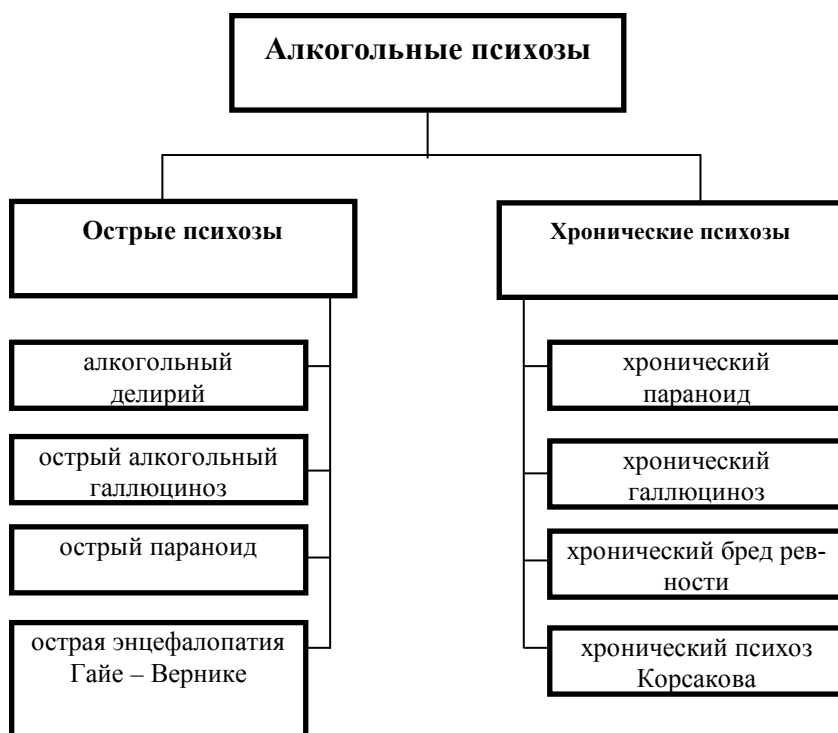 Алкогольные психозы
Острые психозы
алкогольный
делирий
острый алкогольный
галлюциноз
острый параноид
острая энцефалопатия
Гайе – Вернике
Хронические психозы
хронический
параноид
хронический
галлюциноз
хронический бред рев-
ности
хронический психоз
Корсакова